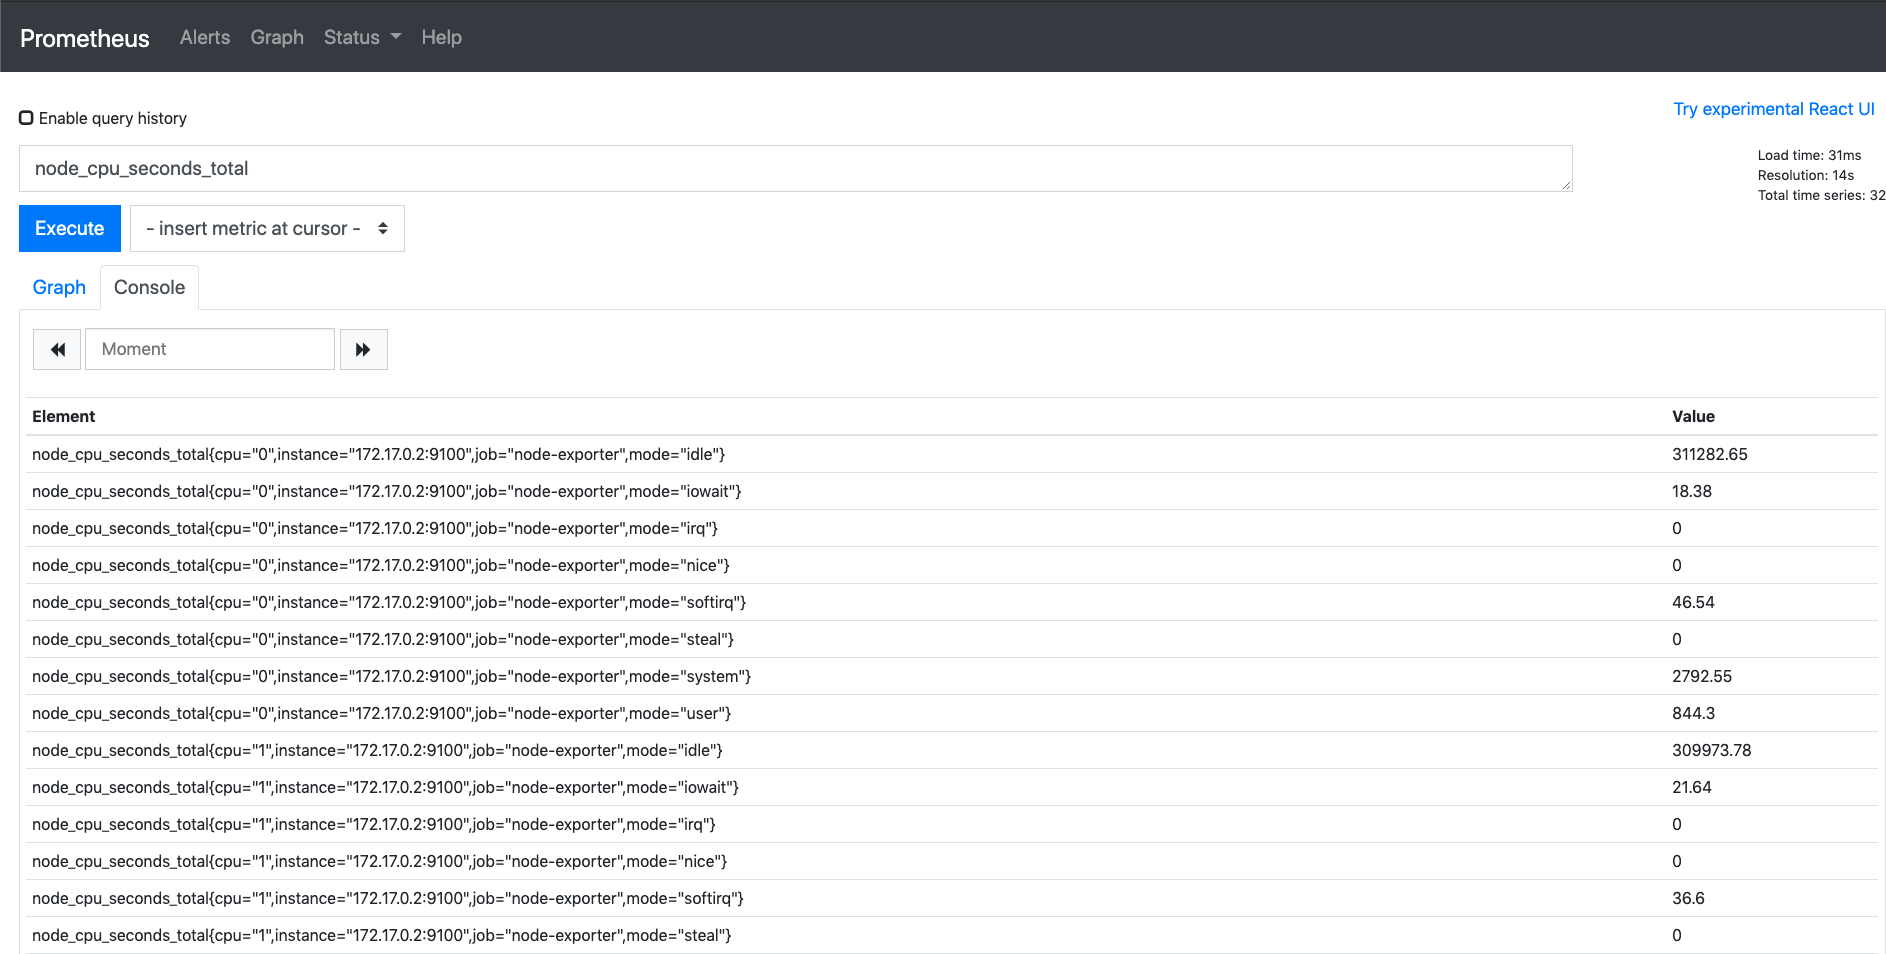 Prometheus Alerts Graph Status Help
Enable query history
Try experimental React UI
node_cpu_seconds_total
Load time: 31ms
Resolution: 14s
Total time series: 32
Execute - insert metric at cursor -
Graph Console
Moment
Element Value
node_cpu_seconds_total{cpu="0",instance="172.17.0.2:9100",job="node-exporter",mode="idle"} 311282.65
node_cpu_seconds_total{cpu="0",instance="172.17.0.2:9100",job="node-exporter",mode="iowait"} 18.38
node_cpu_seconds_total{cpu="0",instance="172.17.0.2:9100",job="node-exporter",mode="irq"} 0
node_cpu_seconds_total{cpu="0",instance="172.17.0.2:9100",job="node-exporter",mode="nice"} 0
node_cpu_seconds_total{cpu="0",instance="172.17.0.2:9100",job="node-exporter",mode="softirq"} 46.54
node_cpu_seconds_total{cpu="0",instance="172.17.0.2:9100",job="node-exporter",mode="steal"} 0
node_cpu_seconds_total{cpu="0",instance="172.17.0.2:9100",job="node-exporter",mode="system"} 2792.55
node_cpu_seconds_total{cpu="0",instance="172.17.0.2:9100",job="node-exporter",mode="user"} 844.3
node_cpu_seconds_total{cpu="1",instance="172.17.0.2:9100",job="node-exporter",mode="idle"} 309973.78
node_cpu_seconds_total{cpu="1",instance="172.17.0.2:9100",job="node-exporter",mode="iowait"} 21.64
node_cpu_seconds_total{cpu="1",instance="172.17.0.2:9100",job="node-exporter",mode="irq"} 0
node_cpu_seconds_total{cpu="1",instance="172.17.0.2:9100",job="node-exporter",mode="nice"} 0
node_cpu_seconds_total{cpu="1",instance="172.17.0.2:9100",job="node-exporter",mode="softirq"} 36.6
node_cpu_seconds_total{cpu="1",instance="172.17.0.2:9100",job="node-exporter",mode="steal"} 0